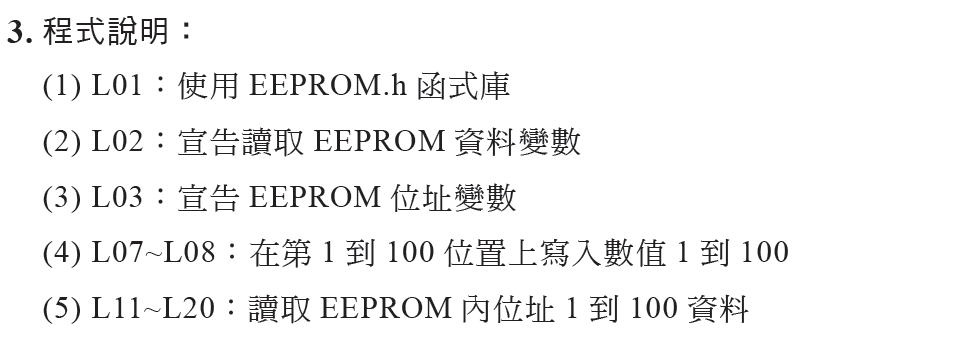 3. 程式說明：
(1) L01：使用 EEPROM.h 函式庫
(2) L02：宣告讀取 EEPROM 資料變數
(3) L03：宣告 EEPROM 位址變數
(4) L07~L08：在第 1 到 100 位置上寫入數值 1 到 100
(5) L11~L20：讀取 EEPROM 內位址 1 到 100 資料